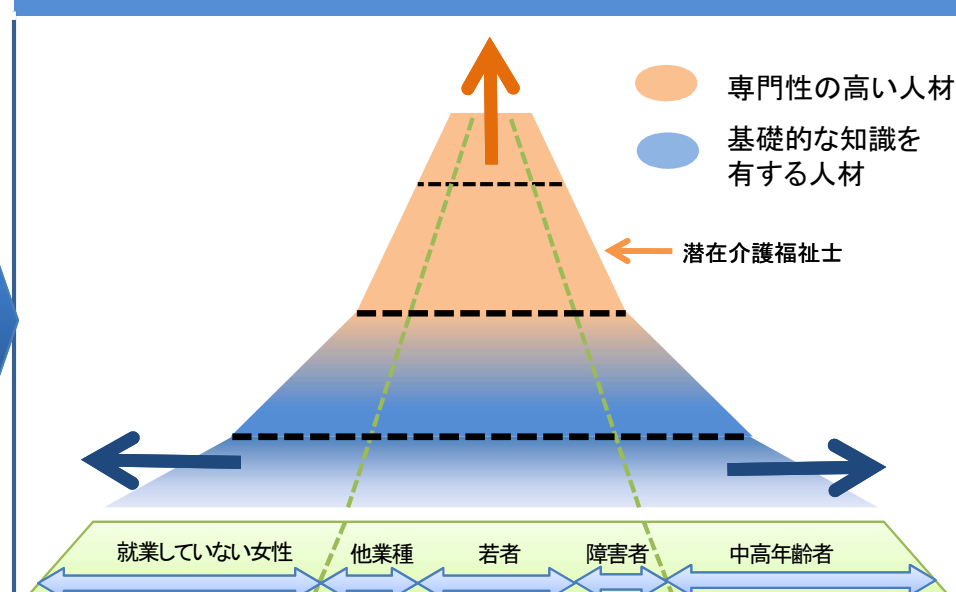 専門性の高い人材
基礎的な知識を
有する人材
潜在介護福祉士
就業していない女性
他業種
若者
障害者
中高年齢者